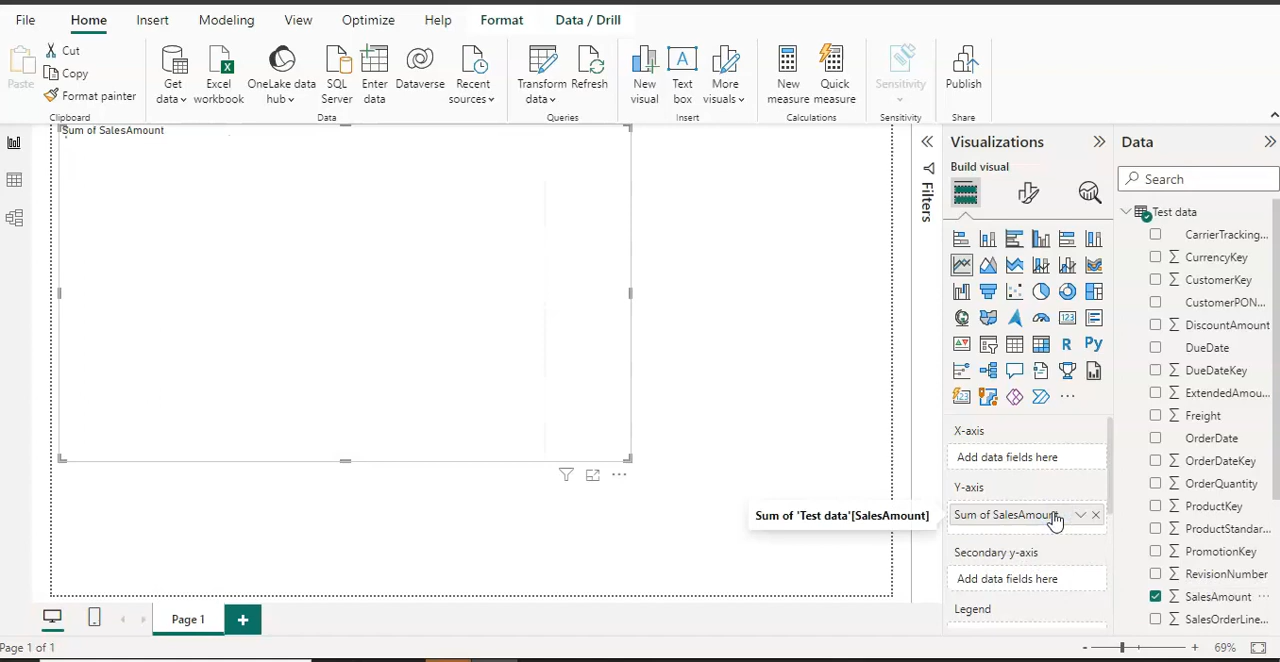 File Home Insert Modeling View Optimize Help Format Data / Drill
Paste
Cut
Copy
Format painter
Clipboard
Get data
Excel workbook
OneLake data hub
SQL Server
Enter data
Dataverse
Recent sources
Data
Transform data
Refresh
Queries
New visual
Text box
More visuals
Insert
New measure
Quick measure
Calculations
Sensitivity
Sensitivity
Publish
Share
Sum of SalesAmount
Filters
Visualizations
Build visual
R Py
X-axis
Add data fields here
Y-axis
Sum of SalesAmount
Sum of 'Test data'[SalesAmount]
Secondary y-axis
Add data fields here
Legend
Data
Search
Test data
CarrierTracking...
CurrencyKey
CustomerKey
CustomerPON...
DiscountAmount
DueDate
DueDateKey
ExtendedAmou...
Freight
OrderDate
OrderDateKey
OrderQuantity
ProductKey
ProductStandar...
PromotionKey
RevisionNumber
SalesAmount
SalesOrderLine...
Page 1
Page 1 of 1
69%